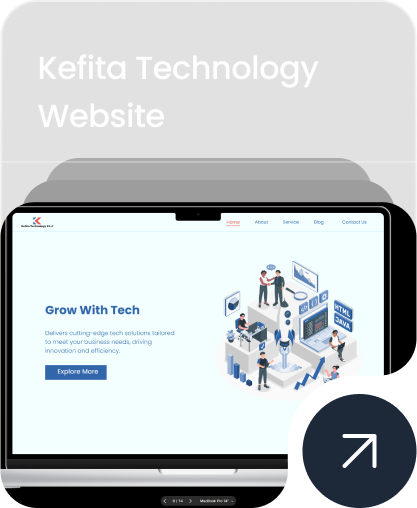 Kefita Technology
Website
Kefita Technology P.L.C
Home About Service Blog Contact Us
Grow With Tech
Delivers cutting-edge tech solutions tailored
to meet your business needs, driving
innovation and efficiency.
Explore More
HTML
JAVA
8 / 14 MacBook Pro 14"